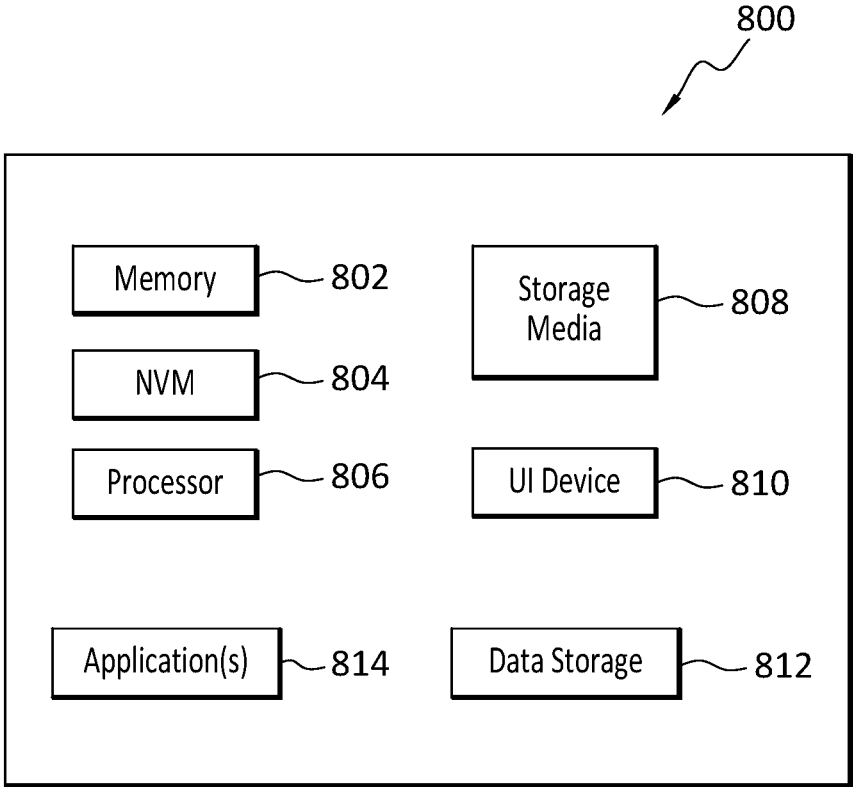 800
Memory
802
Storage
Media
808
NVM
804
Processor
806
UI Device
810
Application(s)
814
Data Storage
812